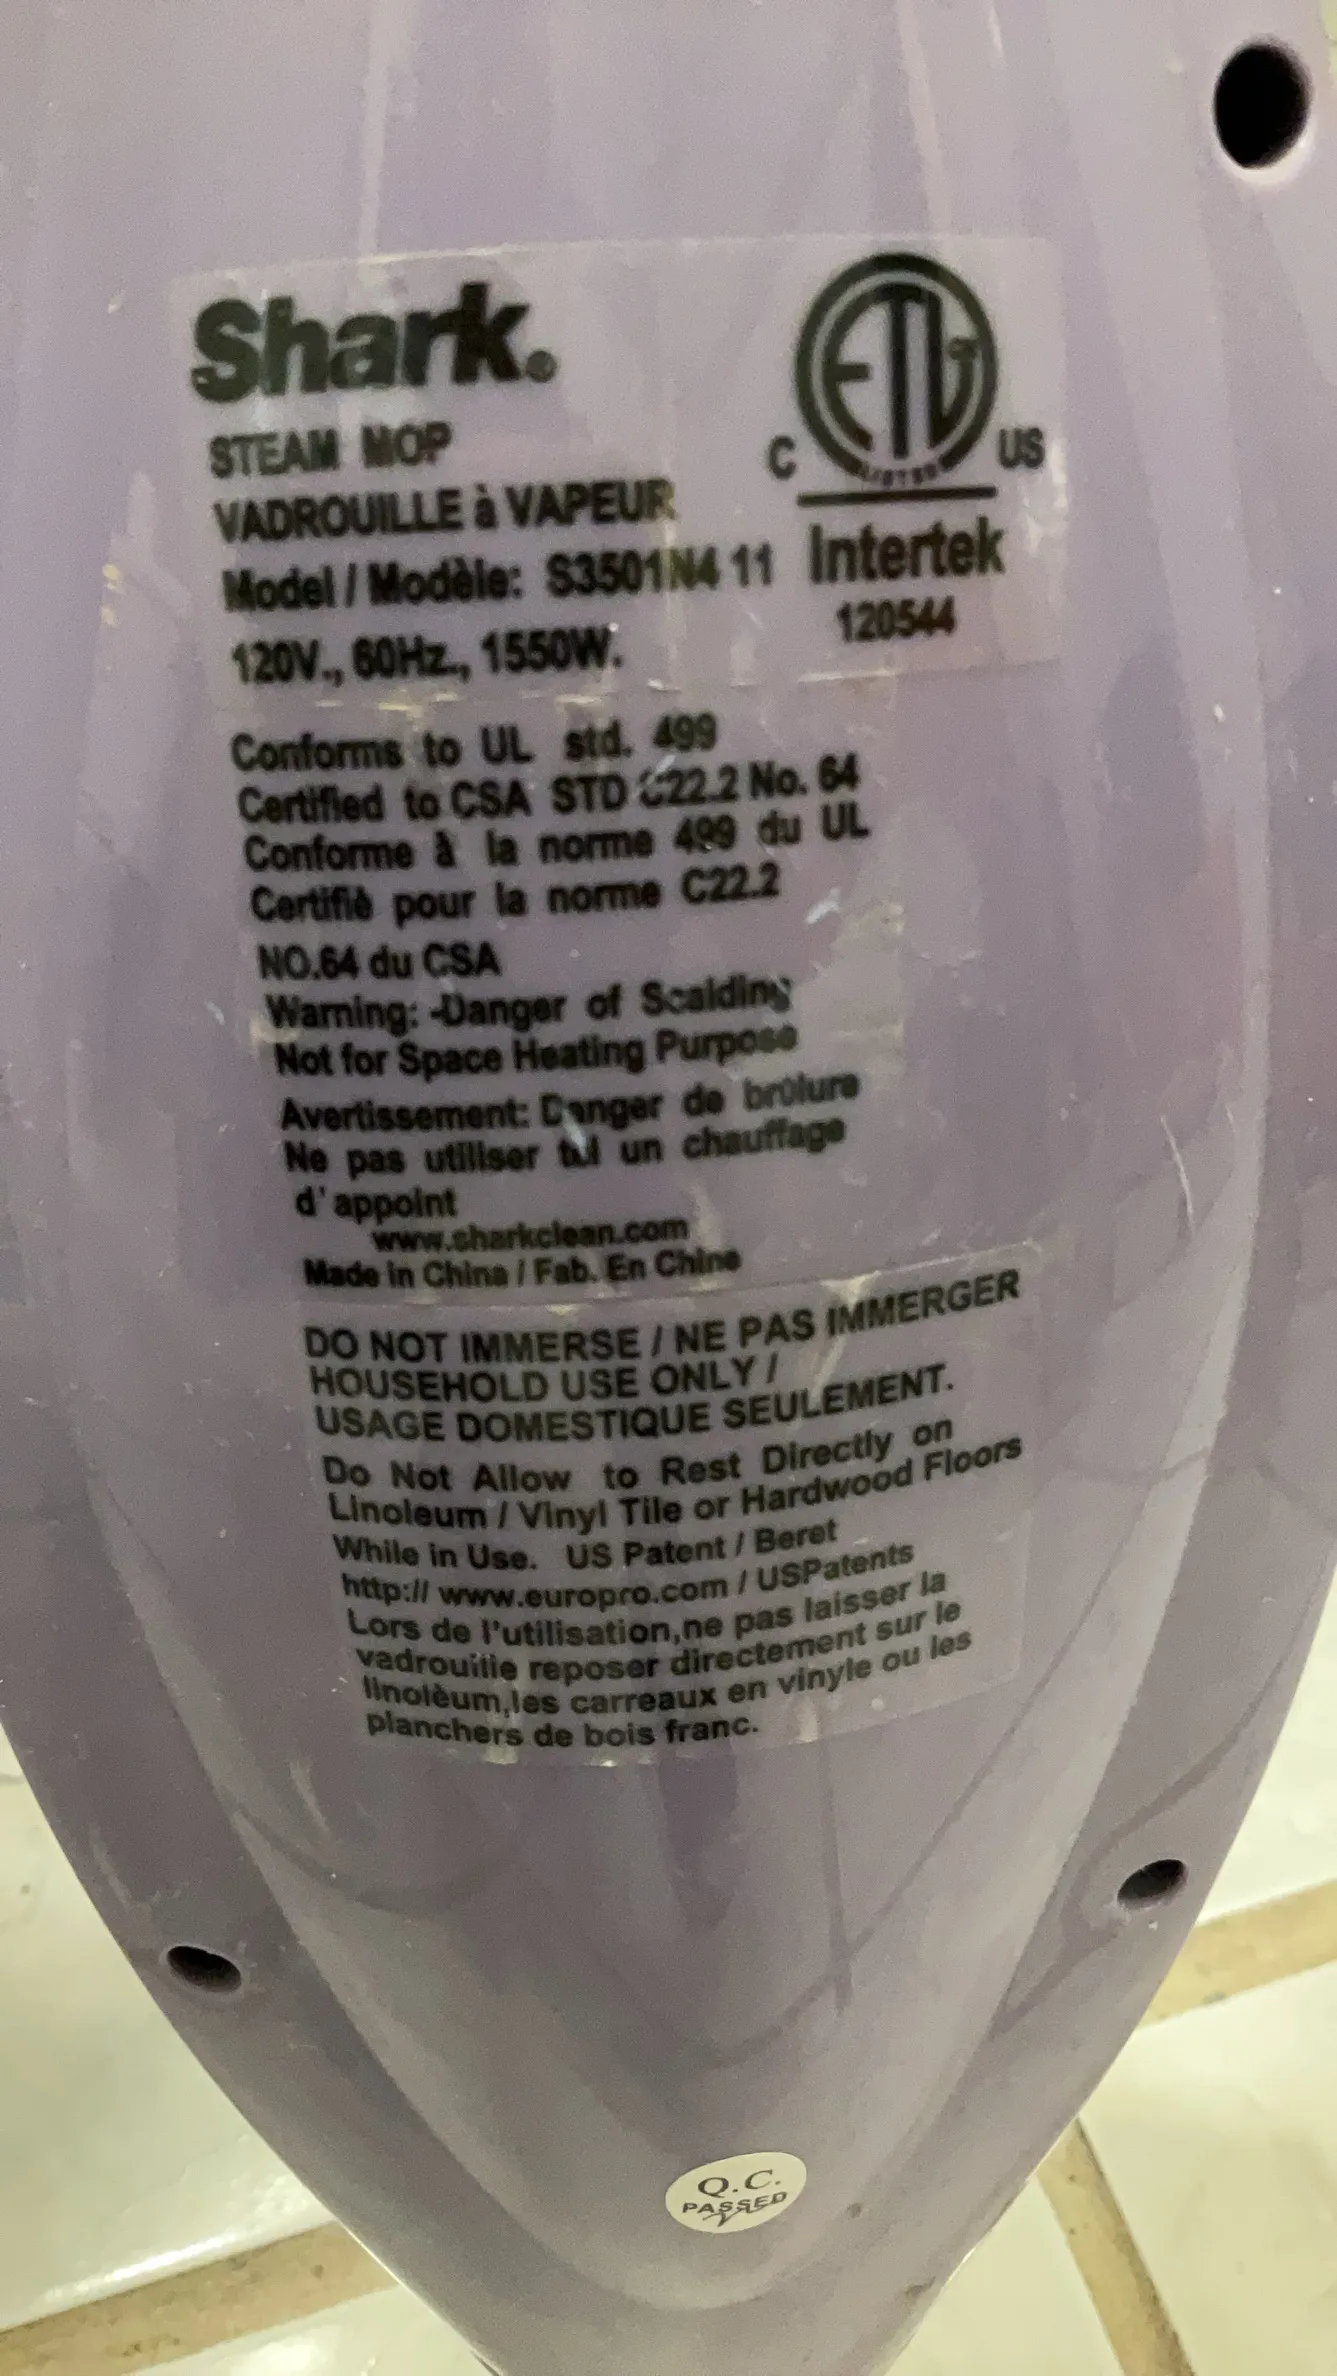 Shark®
STEAM MOP
VADROUILLE à VAPEUR
Model / Modèle: S3501N4 11
120V., 60Hz., 1550W.
ETL
LISTED
C US
Intertek
120544
Conforms to UL std. 499
Certified to CSA STD C22.2 No. 64
Conforme à la norme 499 du UL
Certifiè pour la norme C22.2
NO.64 du CSA
Warning: -Danger of Scalding
Not for Space Heating Purpose
Avertissement: Danger de brûlure
Ne pas utiliser un chauffage
d' appoint
www.sharkclean.com
Made in China / Fab. En Chine
DO NOT IMMERSE / NE PAS IMMERGER
HOUSEHOLD USE ONLY /
USAGE DOMESTIQUE SEULEMENT.
Do Not Allow to Rest Directly on
Linoleum / Vinyl Tile or Hardwood Floors
While in Use. US Patent / Beret
http:// www.europro.com / USPatents
Lors de l'utilisation,ne pas laisser la
vadrouille reposer directement sur le
linolèum,les carreaux en vinyle ou les
planchers de bois franc.
Q.C.
PASSED